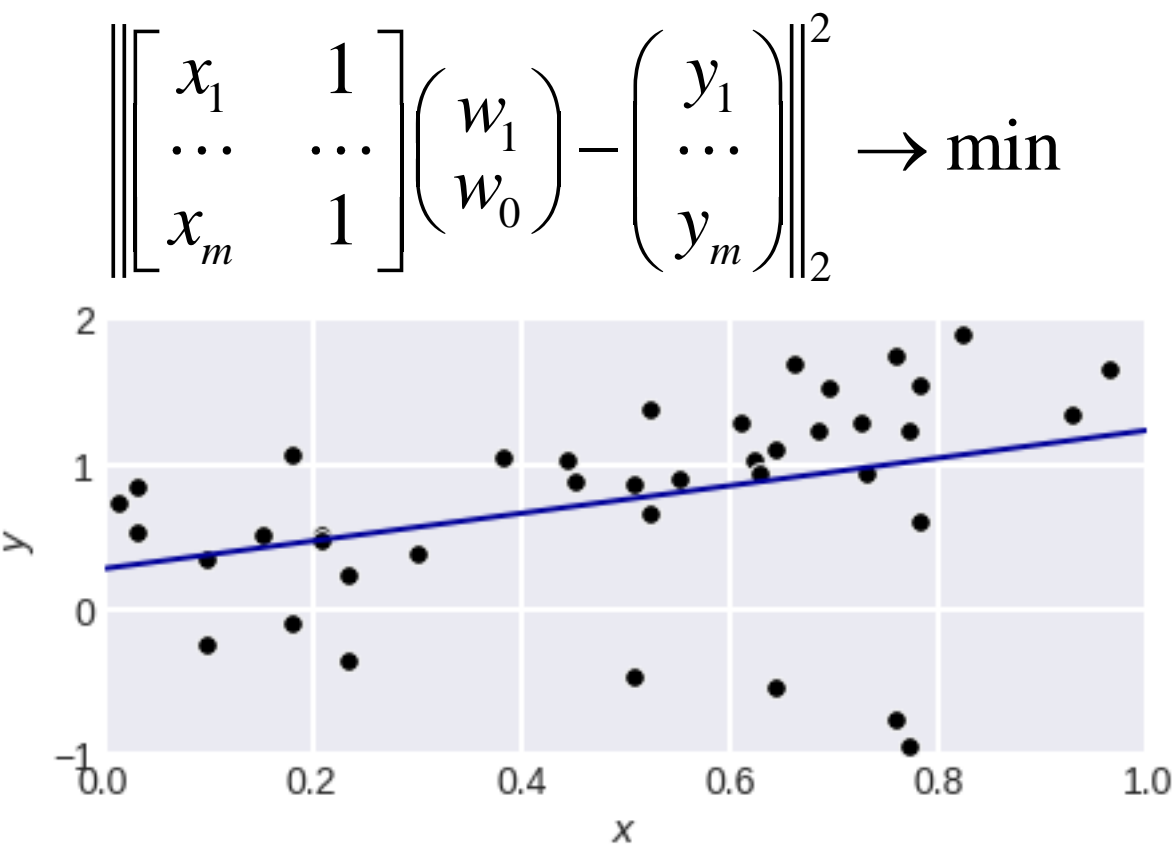 ‖[x₁ 1 ⋯ ⋯ xₘ 1](w₁ w₀) − (y₁ ⋯ yₘ)‖₂² → min
2
1
0
−1
y
0.0 0.2 0.4 0.6 0.8 1.0
x